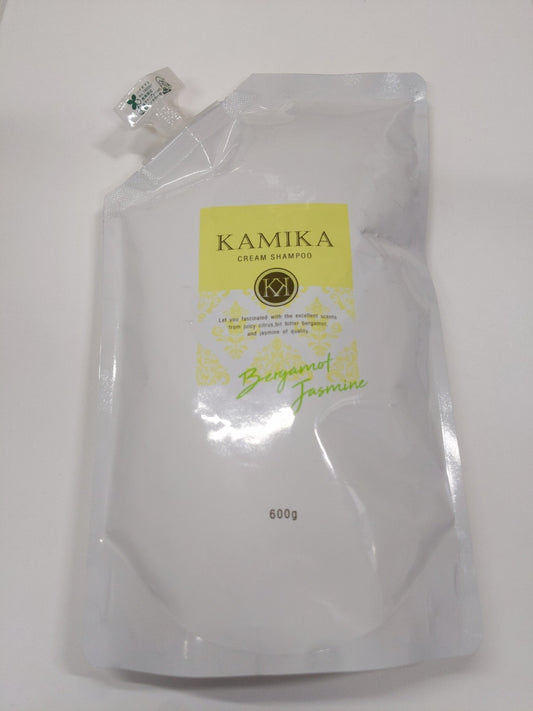 KAMIKA
CREAM SHAMPOO
Let you fascinated with the excellent scents
from juicy citrus,bit bitter bergamot,
and jasmine of quality.
Bergamot
Jasmine
600g